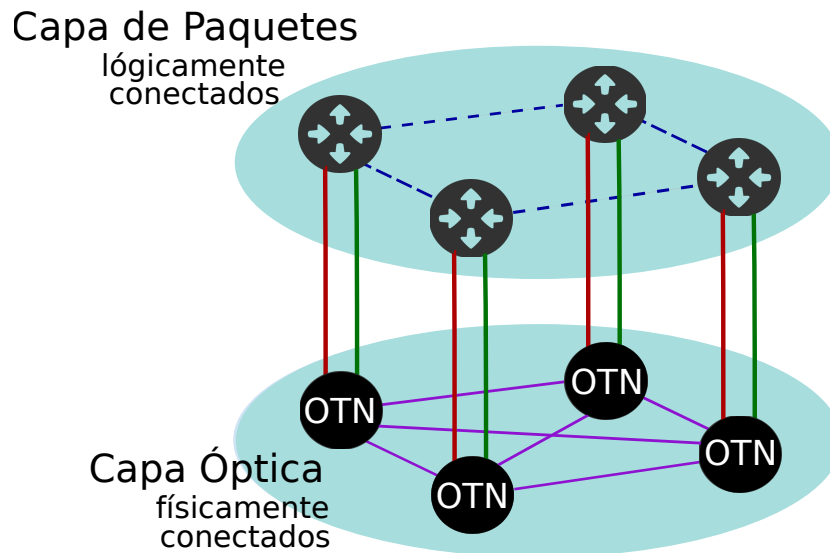 Capa de Paquetes
lógicamente
conectados
OTN
OTN
OTN
OTN
Capa Óptica
físicamente
conectados